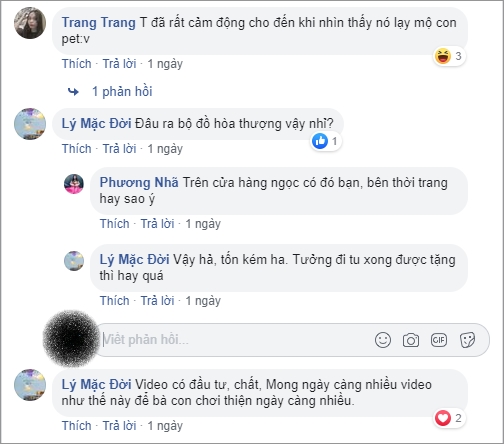 Trang Trang T đã rất cảm động cho đến khi nhìn thấy nó lạy mộ con
pet:v
3
Thích · Trả lời · 1 ngày
1 phản hồi
Lý Mặc Đời Đâu ra bộ đồ hòa thượng vậy nhỉ?
1
Thích · Trả lời · 1 ngày
Phương Nhã Trên cửa hàng ngọc có đó bạn, bên thời trang
hay sao ý
Thích · Trả lời · 1 ngày
Lý Mặc Đời Vậy hả, tốn kém ha. Tưởng đi tu xong được tặng
thì hay quá
Thích · Trả lời · 1 ngày
Viết phản hồi...
GIF
Lý Mặc Đời Video có đầu tư, chất, Mong ngày càng nhiều video
như thế này để bà con chơi thiện ngày càng nhiều.
2
Thích · Trả lời · 1 ngày